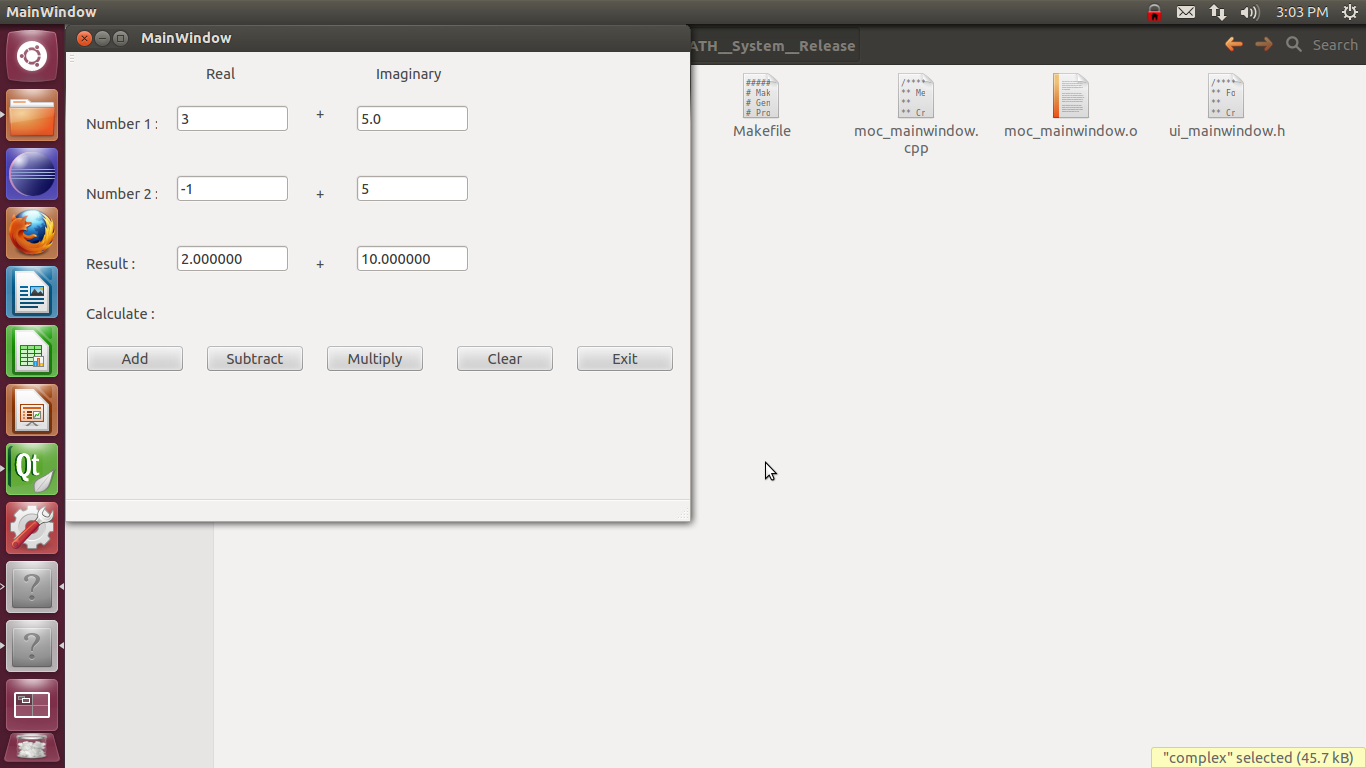 MainWindow
3:03 PM
MainWindow
ATH__System__Release
Search
Real
Imaginary
Number 1 :
3
+
5.0
Number 2 :
-1
+
5
Result :
2.000000
+
10.000000
Calculate :
Add
Subtract
Multiply
Clear
Exit
#####
# Mak
# Gen
# Pro
Makefile
/****
** Me
**
** Cr
moc_mainwindow.
cpp
moc_mainwindow.o
/****
** Fo
**
** Cr
ui_mainwindow.h
Qt
?
?
"complex" selected (45.7 kB)